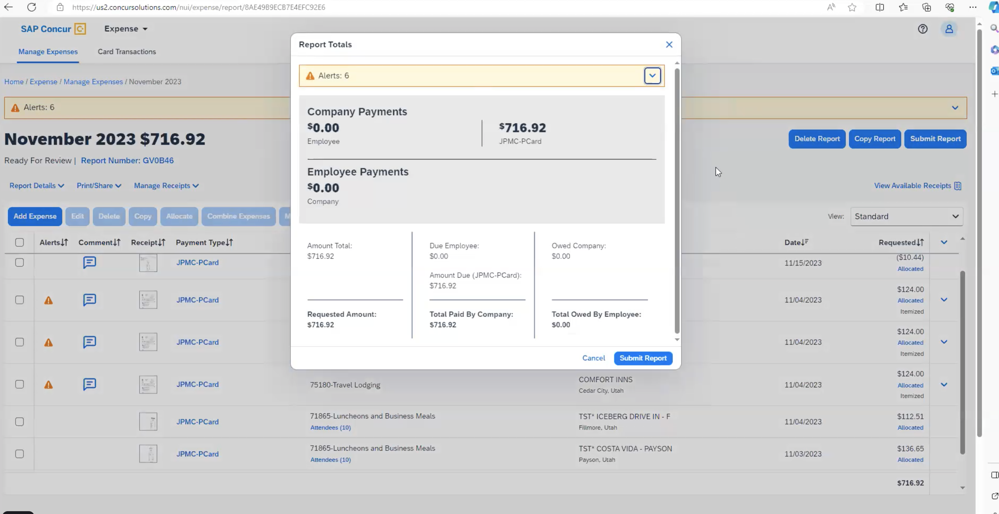 https://us2.concursolutions.com/nui/expense/report/8AE49B9ECB7E4EFC92E6
SAP Concur
Expense
Manage Expenses
Card Transactions
Home / Expense / Manage Expenses / November 2023
Alerts: 6
November 2023 $716.92
Delete Report
Copy Report
Submit Report
Ready For Review | Report Number: GV0B46
Report Details
Print/Share
Manage Receipts
View Available Receipts
Add Expense
Edit
Delete
Copy
Allocate
Combine Expenses
M
View:
Standard
Alerts
Comment
Receipt
Payment Type
Date
Requested
JPMC-PCard
11/15/2023
($10.44)
Allocated
JPMC-PCard
11/04/2023
$124.00
Allocated
Itemized
JPMC-PCard
11/04/2023
$124.00
Allocated
Itemized
JPMC-PCard
75180-Travel Lodging
COMFORT INNS
Cedar City, Utah
11/04/2023
$124.00
Allocated
Itemized
JPMC-PCard
71865-Luncheons and Business Meals
Attendees (10)
TST* ICEBERG DRIVE IN - F
Fillmore, Utah
11/04/2023
$112.51
Allocated
JPMC-PCard
71865-Luncheons and Business Meals
Attendees (10)
TST* COSTA VIDA - PAYSON
Payson, Utah
11/03/2023
$136.65
Allocated
$716.92
Report Totals
Alerts: 6
Company Payments
$0.00
Employee
$716.92
JPMC-PCard
Employee Payments
$0.00
Company
Amount Total:
$716.92
Requested Amount:
$716.92
Due Employee:
$0.00
Amount Due (JPMC-PCard):
$716.92
Total Paid By Company:
$716.92
Owed Company:
$0.00
Total Owed By Employee:
$0.00
Cancel
Submit Report